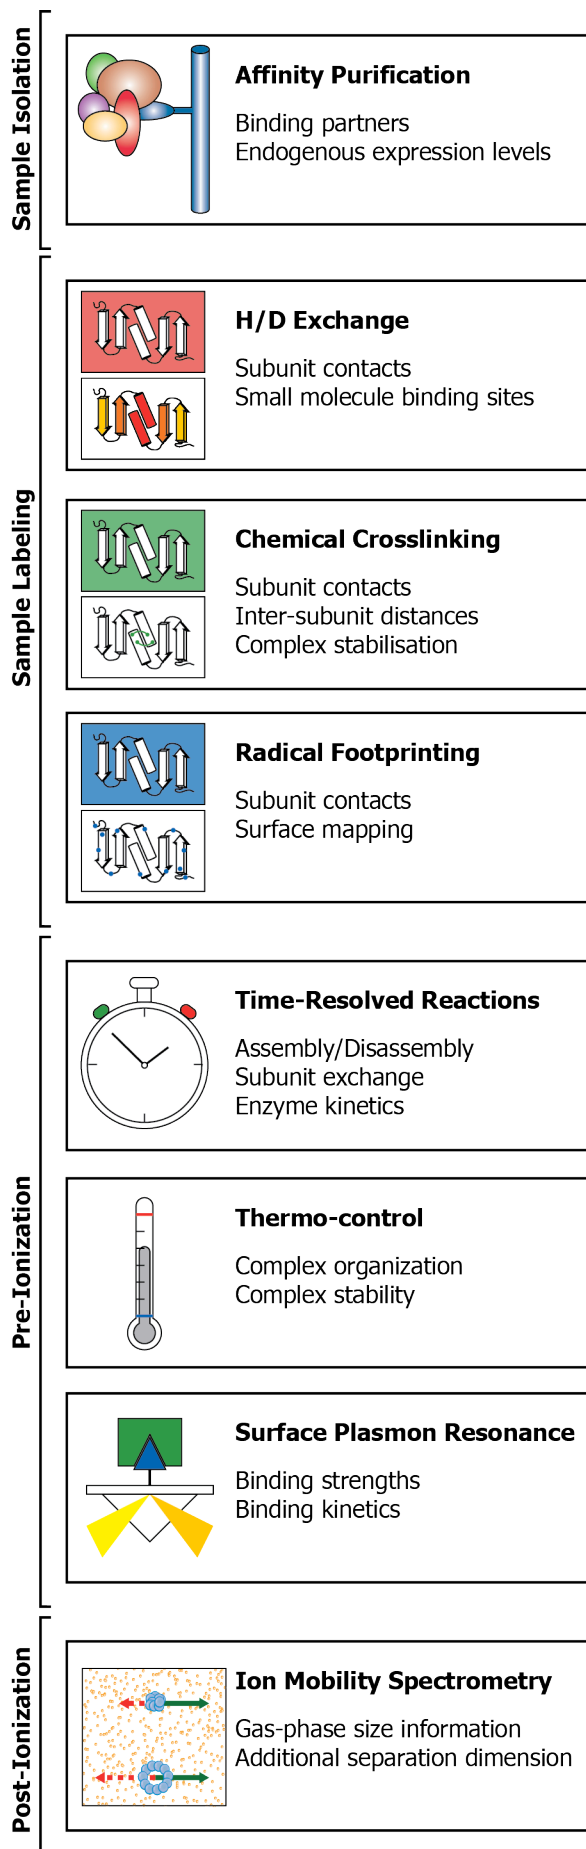 Sample Isolation
Affinity Purification
Binding partners
Endogenous expression levels
Sample Labeling
H/D Exchange
Subunit contacts
Small molecule binding sites
Chemical Crosslinking
Subunit contacts
Inter-subunit distances
Complex stabilisation
Radical Footprinting
Subunit contacts
Surface mapping
Pre-Ionization
Time-Resolved Reactions
Assembly/Disassembly
Subunit exchange
Enzyme kinetics
Thermo-control
Complex organization
Complex stability
Surface Plasmon Resonance
Binding strengths
Binding kinetics
Post-Ionization
Ion Mobility Spectrometry
Gas-phase size information
Additional separation dimension